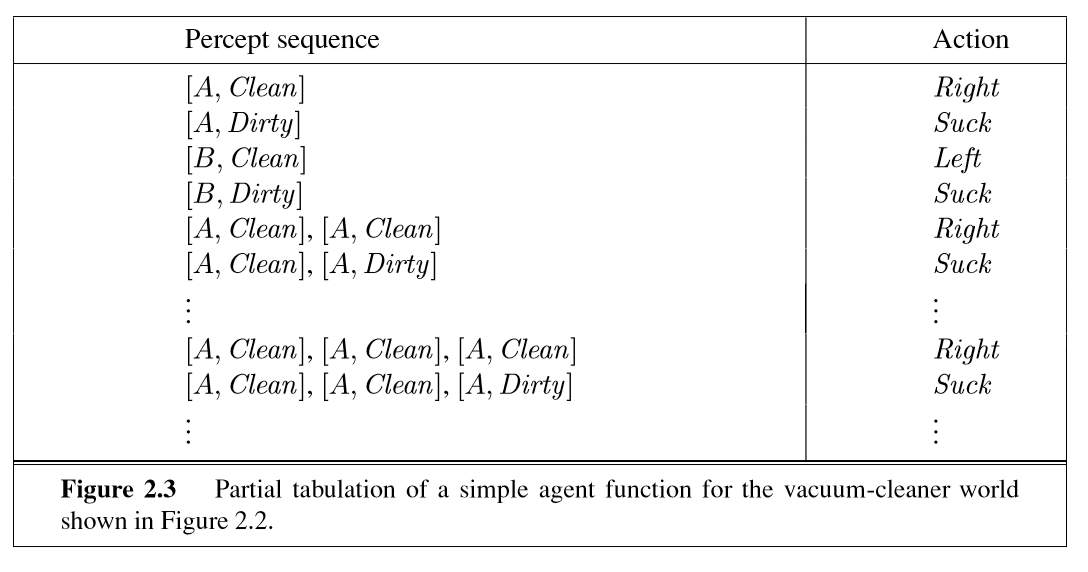 Percept sequence Action
[A, Clean] Right
[A, Dirty] Suck
[B, Clean] Left
[B, Dirty] Suck
[A, Clean], [A, Clean] Right
[A, Clean], [A, Dirty] Suck
⋮ ⋮
[A, Clean], [A, Clean], [A, Clean] Right
[A, Clean], [A, Clean], [A, Dirty] Suck
⋮ ⋮
Figure 2.3 Partial tabulation of a simple agent function for the vacuum-cleaner world
shown in Figure 2.2.